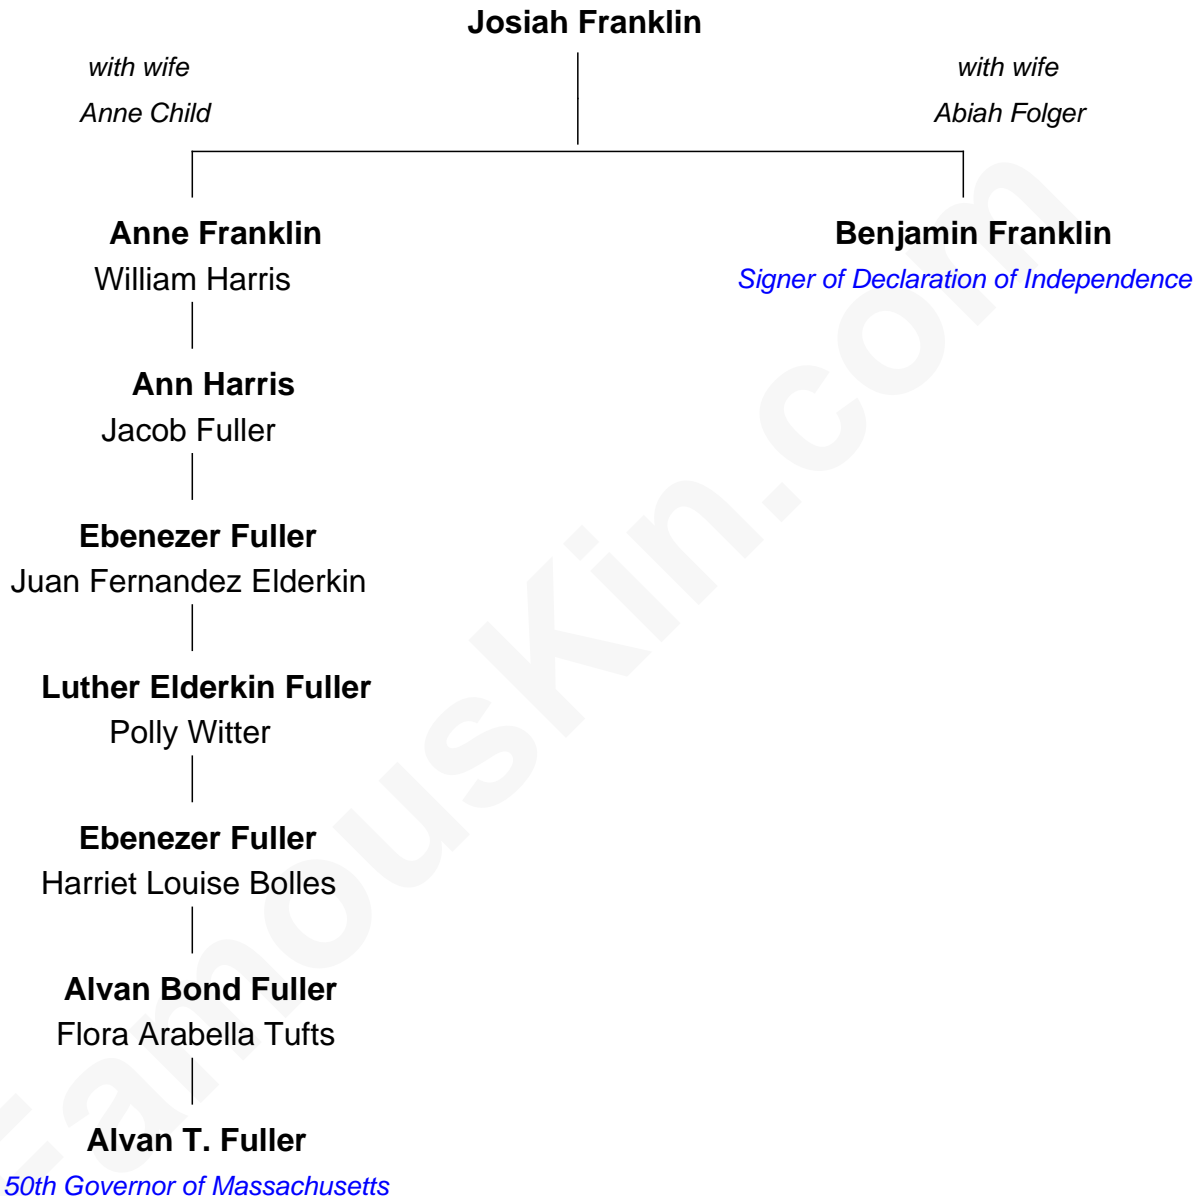 Josiah Franklin
with wife
Anne Child
with wife
Abiah Folger
Anne Franklin
William Harris
Benjamin Franklin
Signer of Declaration of Independence
Ann Harris
Jacob Fuller
Ebenezer Fuller
Juan Fernandez Elderkin
Luther Elderkin Fuller
Polly Witter
Ebenezer Fuller
Harriet Louise Bolles
Alvan Bond Fuller
Flora Arabella Tufts
Alvan T. Fuller
50th Governor of Massachusetts
FamousKin.com